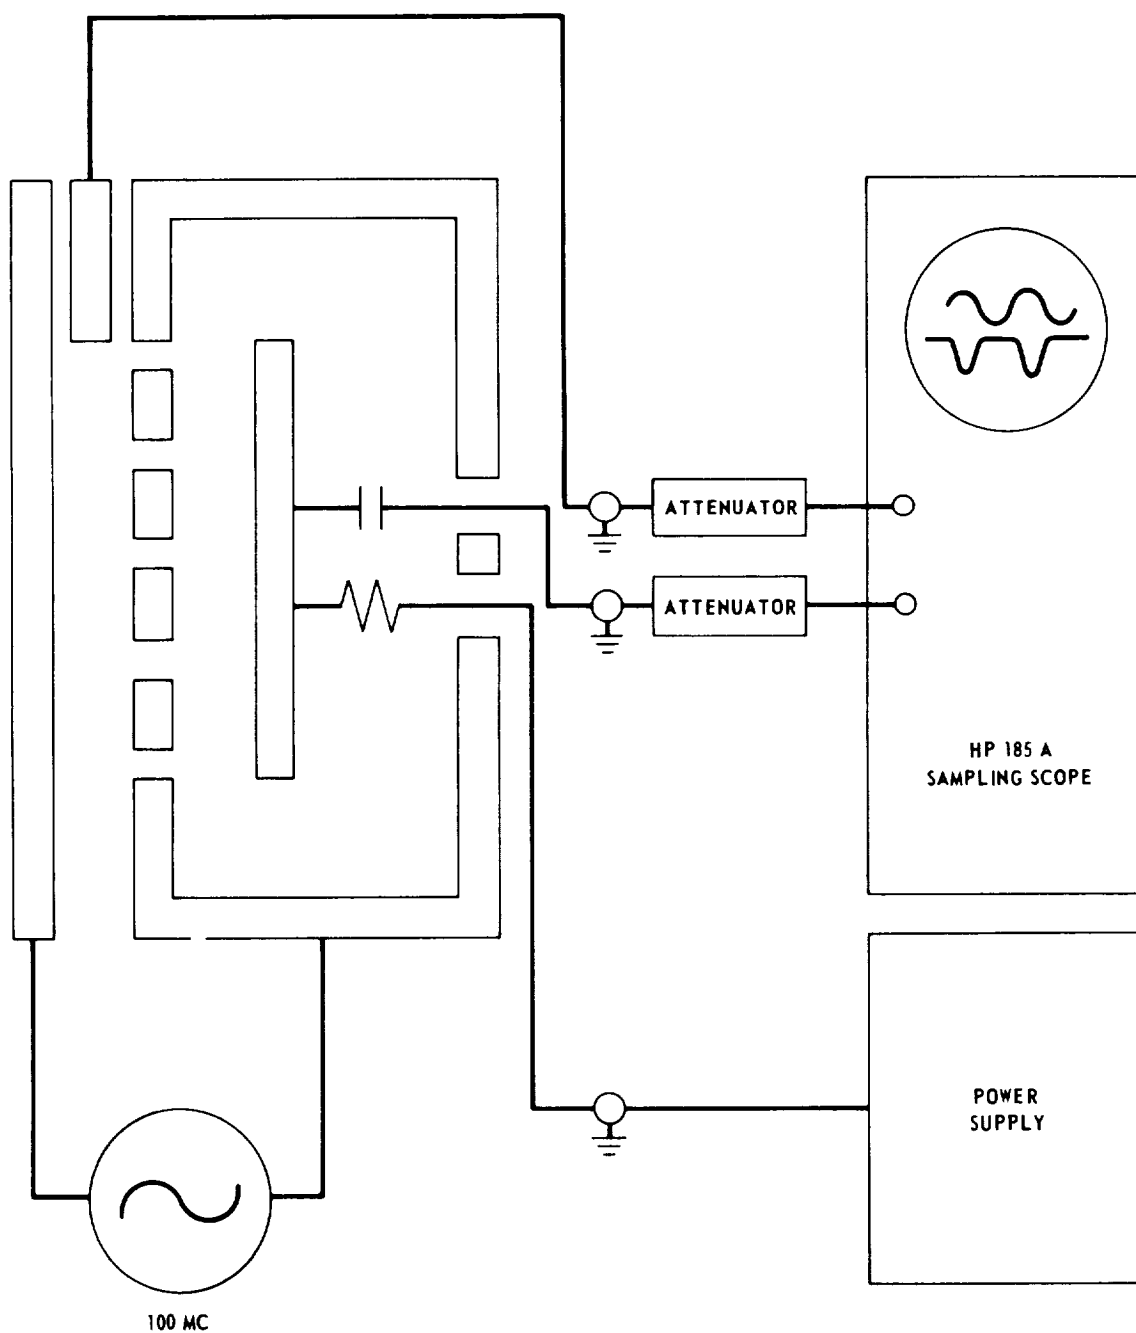 ATTENUATOR
ATTENUATOR
HP 185 A
SAMPLING SCOPE
POWER
SUPPLY
100 MC